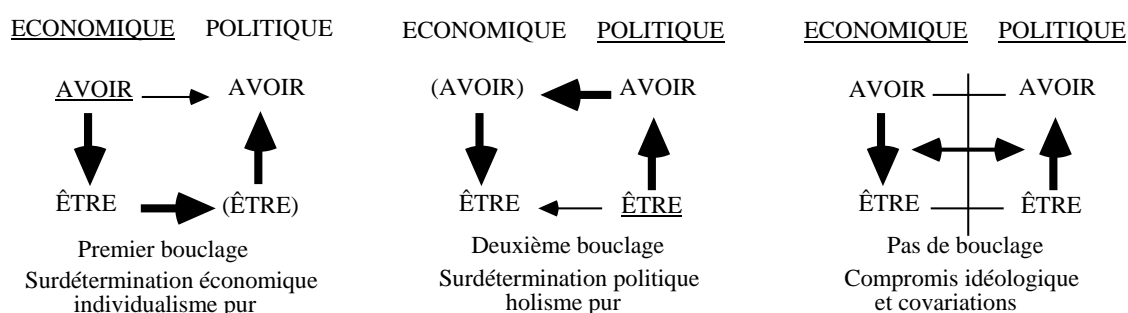 ECONOMIQUE POLITIQUE
AVOIR AVOIR
ÊTRE (ÊTRE)
Premier bouclage
Surdétermination économique
individualisme pur
ECONOMIQUE POLITIQUE
(AVOIR) AVOIR
ÊTRE ÊTRE
Deuxième bouclage
Surdétermination politique
holisme pur
ECONOMIQUE POLITIQUE
AVOIR AVOIR
ÊTRE ÊTRE
Pas de bouclage
Compromis idéologique
et covariations